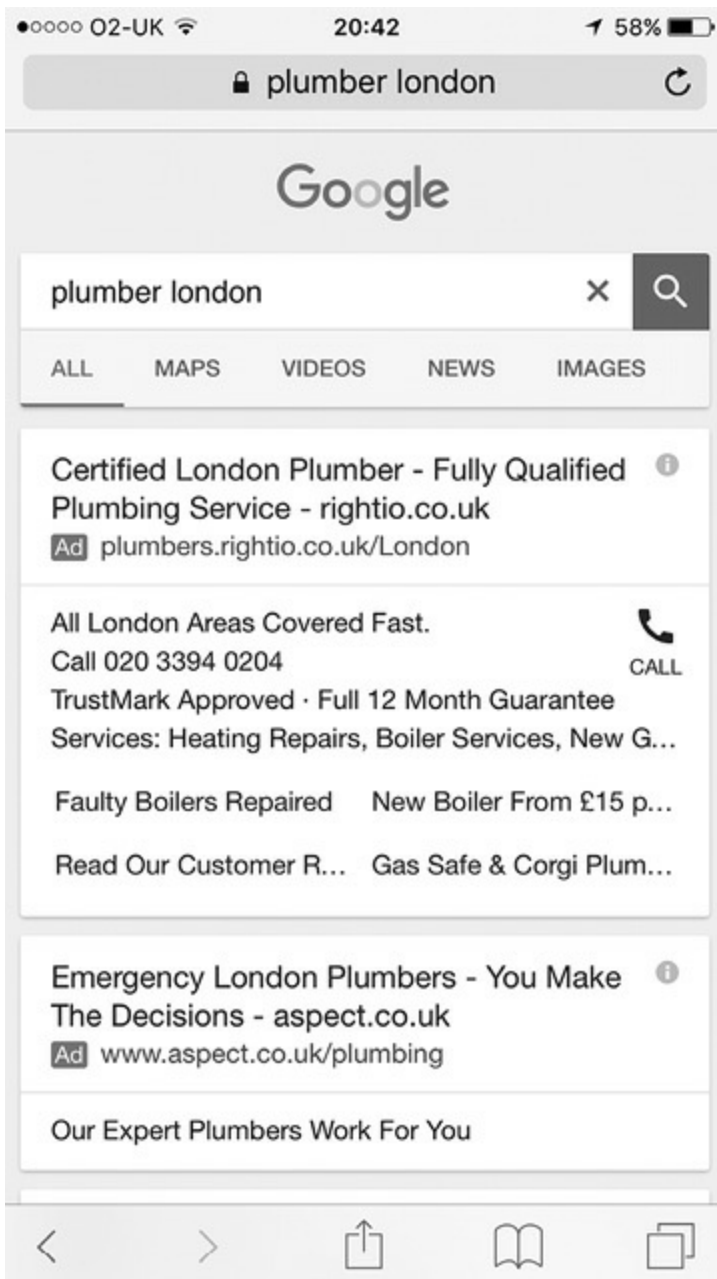 O2-UK 20:42 58%
plumber london
Google
plumber london
ALL MAPS VIDEOS NEWS IMAGES
Certified London Plumber - Fully Qualified
Plumbing Service - rightio.co.uk
Ad plumbers.rightio.co.uk/London
All London Areas Covered Fast.
Call 020 3394 0204
CALL
TrustMark Approved · Full 12 Month Guarantee
Services: Heating Repairs, Boiler Services, New G...
Faulty Boilers Repaired New Boiler From £15 p...
Read Our Customer R... Gas Safe & Corgi Plum...
Emergency London Plumbers - You Make
The Decisions - aspect.co.uk
Ad www.aspect.co.uk/plumbing
Our Expert Plumbers Work For You